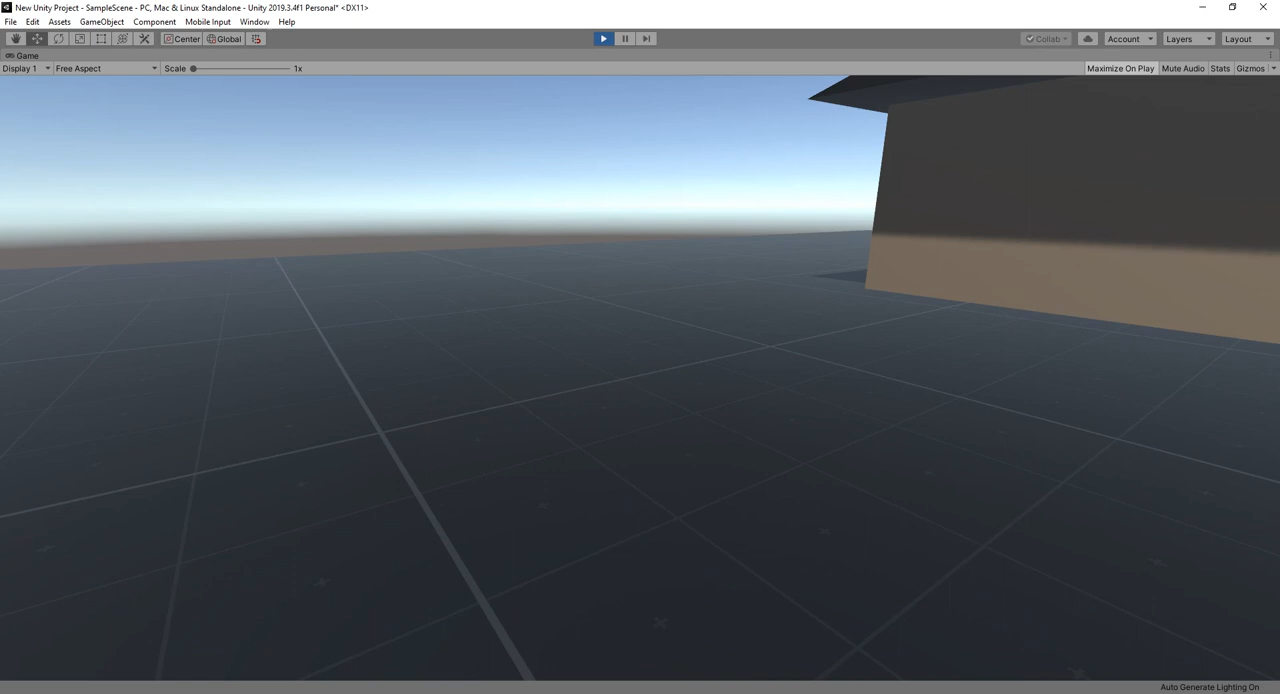 New Unity Project - SampleScene - PC, Mac & Linux Standalone - Unity 2019.3.4f1 Personal* <DX11>
File Edit Assets GameObject Component Mobile Input Window Help
Center Global Collab Account Layers Layout
Game
Display 1 Free Aspect Scale 1x Maximize On Play Mute Audio Stats Gizmos
Auto Generate Lighting On